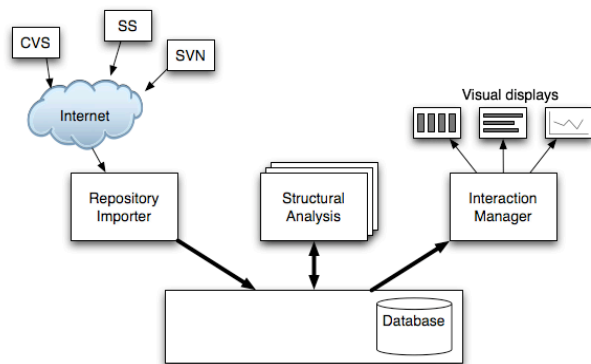 SS
CVS
SVN
Internet
Visual displays
Repository
Importer
Structural
Analysis
Interaction
Manager
Database